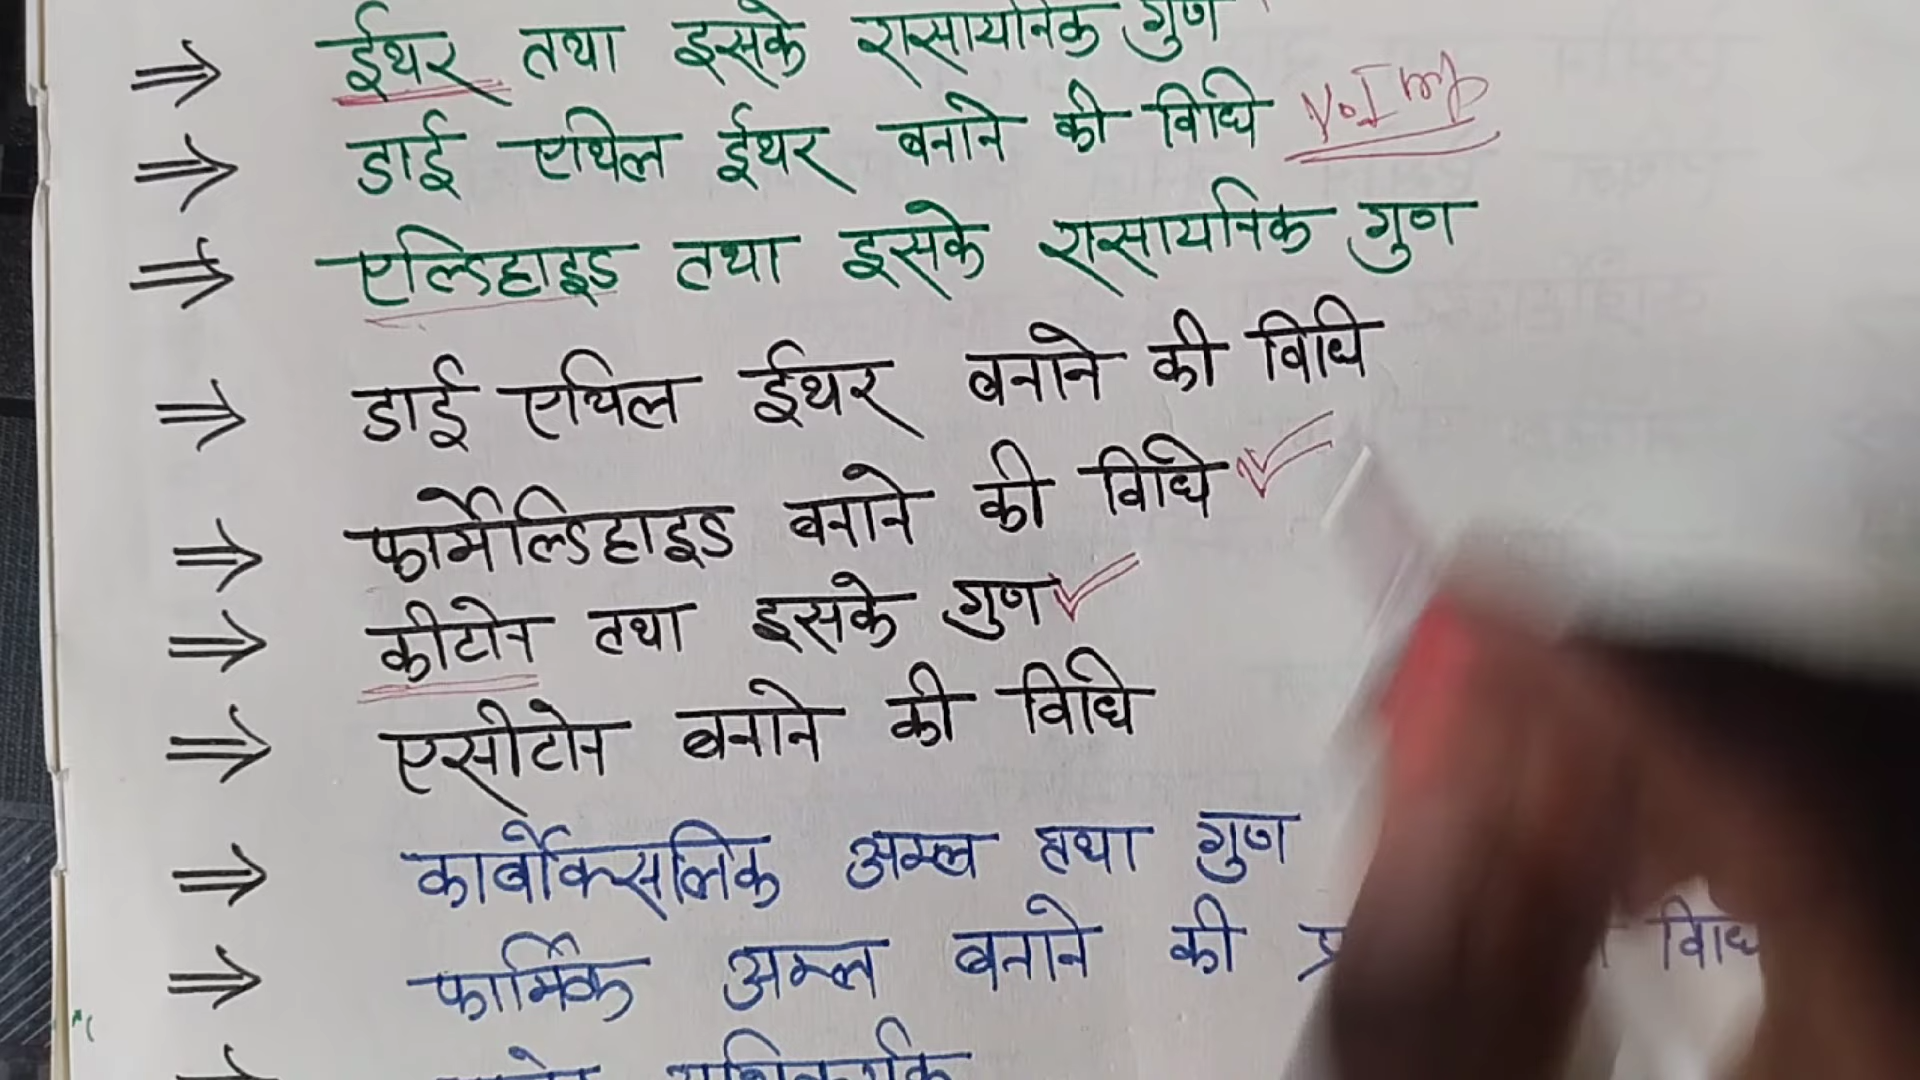 ⇒ ईथर तथा इसके रासायनिक गुण
⇒ डाई एथिल ईथर बनाने की विधि V.Imp
⇒ एल्डिहाइड तथा इसके रासायनिक गुण
⇒ डाई एथिल ईथर बनाने की विधि
⇒ फार्मेल्डिहाइड बनाने की विधि ✓
⇒ कीटोन तथा इसके गुण ✓
⇒ एसीटोन बनाने की विधि
⇒ कार्बोक्सलिक अम्ल तथा गुण
⇒ फार्मिक अम्ल बनाने की विधि